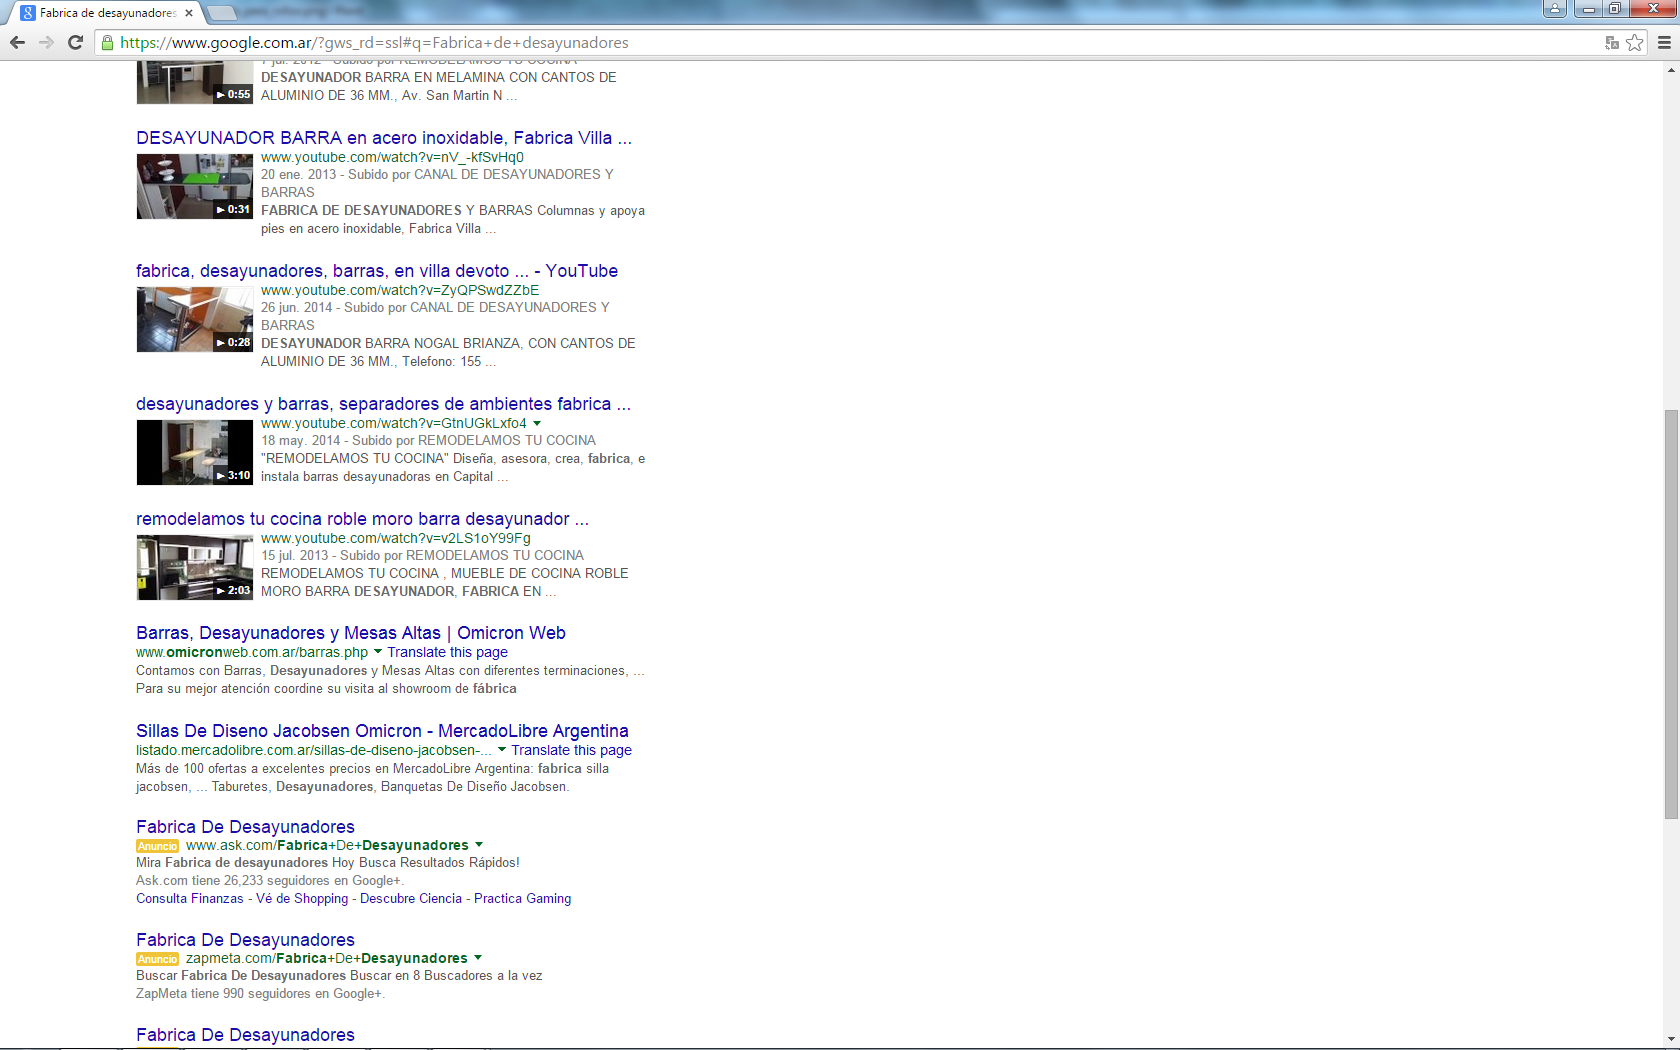 Fabrica de desayunadores
https://www.google.com.ar/?gws_rd=ssl#q=Fabrica+de+desayunadores
7 jul. 2012 - Subido por REMODELAMOS TU COCINA
DESAYUNADOR BARRA EN MELAMINA CON CANTOS DE
0:55
ALUMINIO DE 36 MM., Av. San Martin N ...
DESAYUNADOR BARRA en acero inoxidable, Fabrica Villa ...
www.youtube.com/watch?v=nV_-kfSvHq0
20 ene. 2013 - Subido por CANAL DE DESAYUNADORES Y
BARRAS
0:31
FABRICA DE DESAYUNADORES Y BARRAS Columnas y apoya
pies en acero inoxidable, Fabrica Villa ...
fabrica, desayunadores, barras, en villa devoto ... - YouTube
www.youtube.com/watch?v=ZyQPSwdZZbE
26 jun. 2014 - Subido por CANAL DE DESAYUNADORES Y
BARRAS
0:28
DESAYUNADOR BARRA NOGAL BRIANZA, CON CANTOS DE
ALUMINIO DE 36 MM., Telefono: 155 ...
desayunadores y barras, separadores de ambientes fabrica ...
www.youtube.com/watch?v=GtnUGkLxfo4
18 may. 2014 - Subido por REMODELAMOS TU COCINA
"REMODELAMOS TU COCINA" Diseña, asesora, crea, fabrica, e
3:10
instala barras desayunadoras en Capital ...
remodelamos tu cocina roble moro barra desayunador ...
www.youtube.com/watch?v=v2LS1oY99Fg
15 jul. 2013 - Subido por REMODELAMOS TU COCINA
REMODELAMOS TU COCINA , MUEBLE DE COCINA ROBLE
2:03
MORO BARRA DESAYUNADOR, FABRICA EN ...
Barras, Desayunadores y Mesas Altas | Omicron Web
www.omicronweb.com.ar/barras.php Translate this page
Contamos con Barras, Desayunadores y Mesas Altas con diferentes terminaciones, ...
Para su mejor atención coordine su visita al showroom de fábrica
Sillas De Diseno Jacobsen Omicron - MercadoLibre Argentina
listado.mercadolibre.com.ar/sillas-de-diseno-jacobsen-... Translate this page
Más de 100 ofertas a excelentes precios en MercadoLibre Argentina: fabrica silla
jacobsen, ... Taburetes, Desayunadores, Banquetas De Diseño Jacobsen.
Fabrica De Desayunadores
Anuncio www.ask.com/Fabrica+De+Desayunadores
Mira Fabrica de desayunadores Hoy Busca Resultados Rápidos!
Ask.com tiene 26,233 seguidores en Google+.
Consulta Finanzas - Vé de Shopping - Descubre Ciencia - Practica Gaming
Fabrica De Desayunadores
Anuncio zapmeta.com/Fabrica+De+Desayunadores
Buscar Fabrica De Desayunadores Buscar en 8 Buscadores a la vez
ZapMeta tiene 990 seguidores en Google+.
Fabrica De Desayunadores